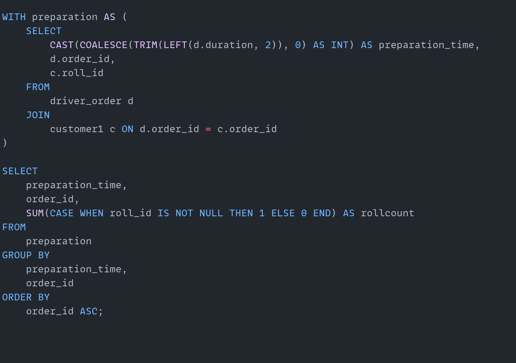 WITH preparation AS (
SELECT
CAST(COALESCE(TRIM(LEFT(d.duration, 2)), 0) AS INT) AS preparation_time,
d.order_id,
c.roll_id
FROM
driver_order d
JOIN
customer1 c ON d.order_id = c.order_id
)
SELECT
preparation_time,
order_id,
SUM(CASE WHEN roll_id IS NOT NULL THEN 1 ELSE 0 END) AS rollcount
FROM
preparation
GROUP BY
preparation_time,
order_id
ORDER BY
order_id ASC;